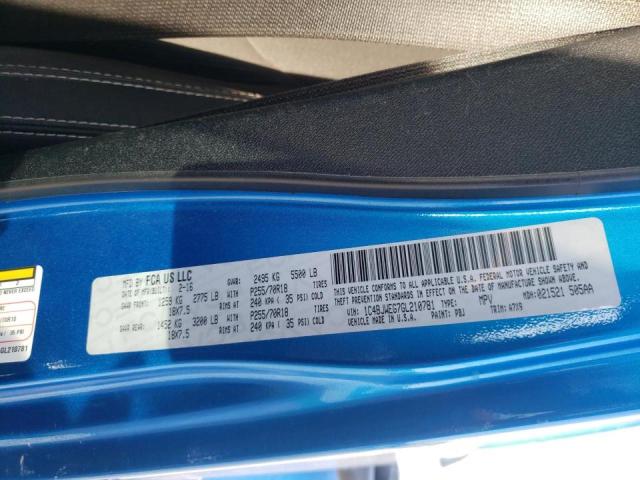 FCA US LLC
DATE OF MFR: 2-16
GVWR: 2495 KG 5500 LB
GAWR FRONT: 1259 KG 2775 LB
WITH TIRES P255/70R18
18X7.5 RIMS AT 240 KPA ( 35 PSI) COLD
GAWR REAR: 1452 KG 3200 LB
WITH TIRES P255/70R18
18X7.5 RIMS AT 240 KPA ( 35 PSI) COLD
THIS VEHICLE CONFORMS TO ALL APPLICABLE U.S.A. FEDERAL MOTOR VEHICLE SAFETY AND
THEFT PREVENTION STANDARDS IN EFFECT ON THE DATE OF MANUFACTURE SHOWN ABOVE.
VIN: 1C4BJWEG7GL210781 TYPE: MPV MDH: 021521 505AA
VEHICLE MADE IN U.S.A. PAINT: PBJ TRIM: A7X9
35 PSI
GL210781